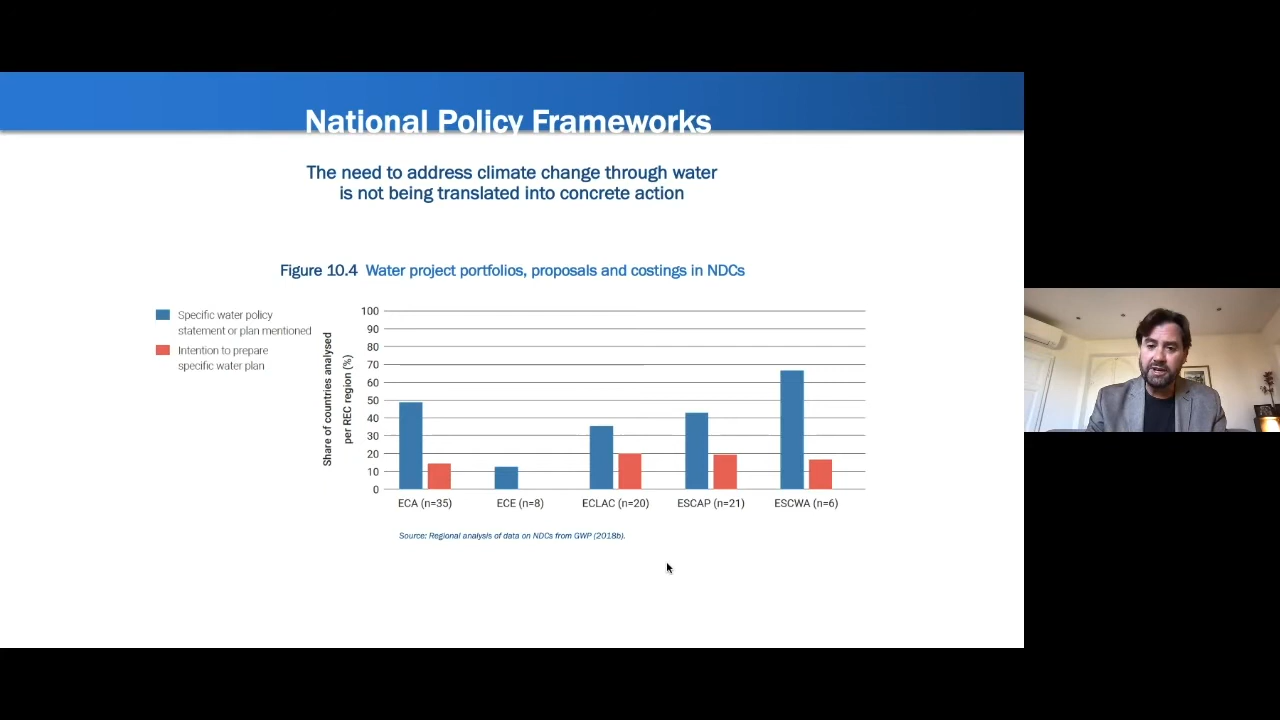 National Policy Frameworks
The need to address climate change through water
is not being translated into concrete action
Figure 10.4 Water project portfolios, proposals and costings in NDCs
Specific water policy
statement or plan mentioned
Intention to prepare
specific water plan
Share of countries analysed
per REC region (%)
100
90
80
70
60
50
40
30
20
10
0
ECA (n=35)
ECE (n=8)
ECLAC (n=20)
ESCAP (n=21)
ESCWA (n=6)
Source: Regional analysis of data on NDCs from GWP (2018b).